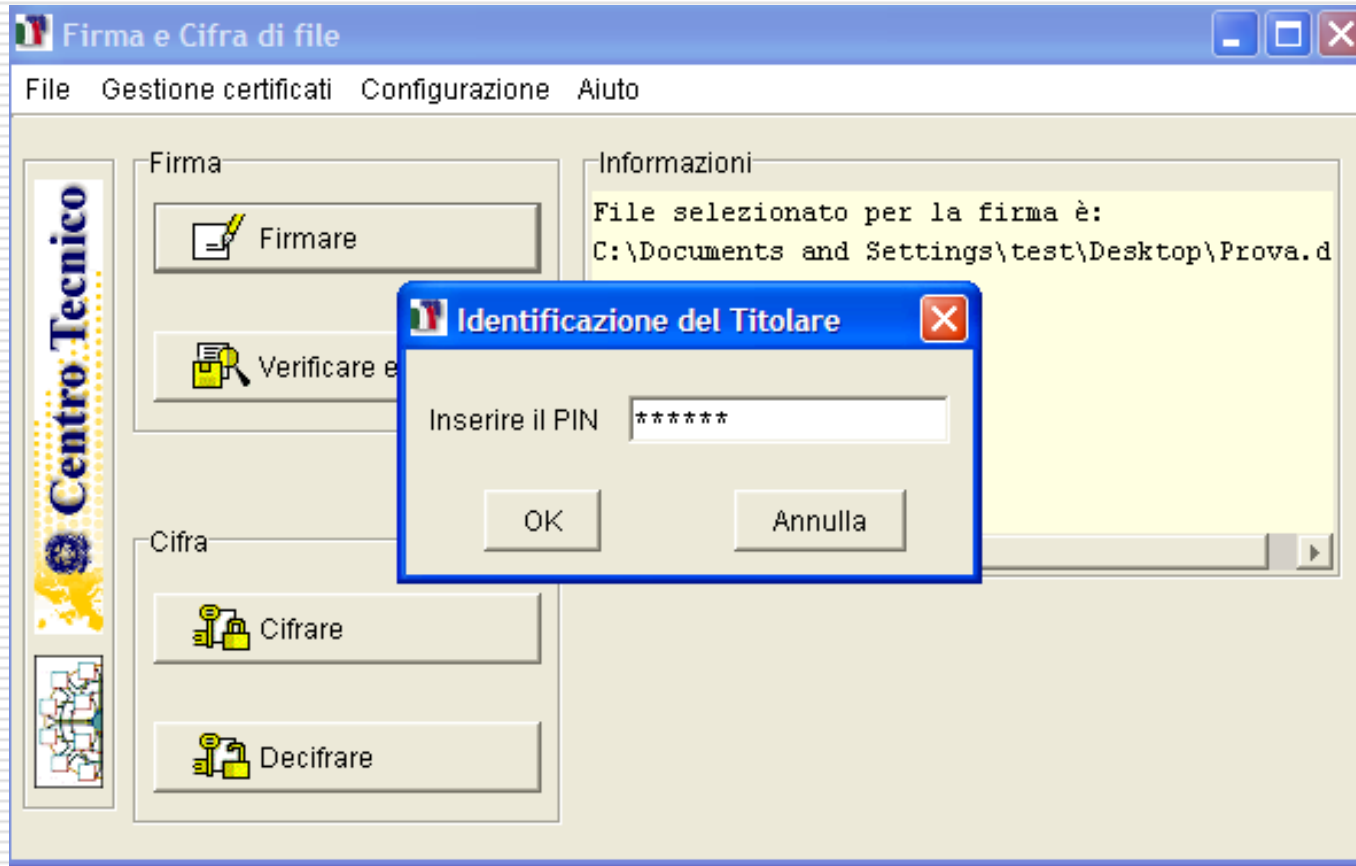 Firma e Cifra di file
File Gestione certificati Configurazione Aiuto
Centro Tecnico
Firma
Firmare
Verificare e
Informazioni
File selezionato per la firma è:
C:\Documents and Settings\test\Desktop\Prova.d
Identificazione del Titolare
Inserire il PIN ******
OK Annulla
Cifra
Cifrare
Decifrare